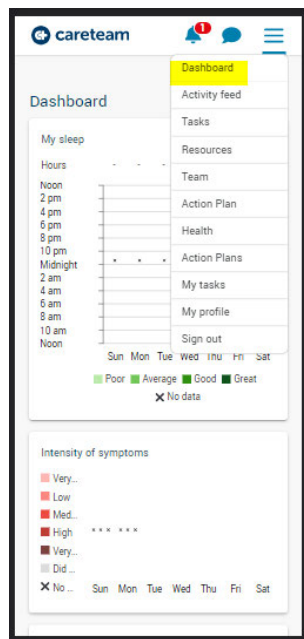 careteam
1
Dashboard
Activity feed
Tasks
Resources
Team
Action Plan
Health
Action Plans
My tasks
My profile
Sign out
Dashboard
My sleep
Hours - -
Noon
2 pm
4 pm
6 pm
8 pm
10 pm
Midnight
2 am
4 am
6 am
8 am
10 am
Noon
Sun Mon Tue Wed Thu Fri Sat
Poor Average Good Great
No data
Intensity of symptoms
Very...
Low
Med...
High
Very...
Did ...
No ...
Sun Mon Tue Wed Thu Fri Sat